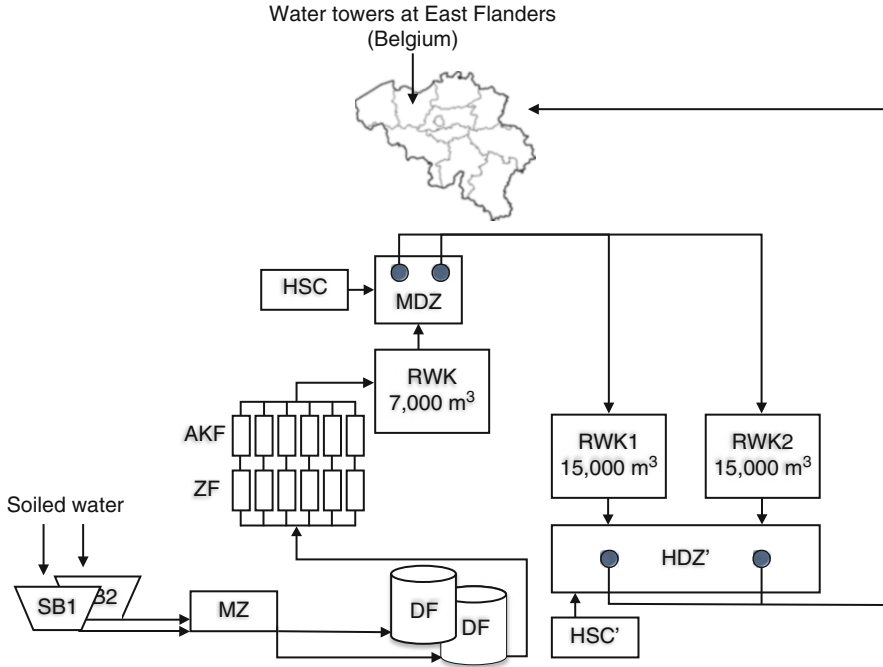 Water towers at East Flanders
(Belgium)
HSC
MDZ
RWK
7,000 m³
AKF
ZF
RWK1
15,000 m³
RWK2
15,000 m³
Soiled water
SB1
B2
MZ
DF
DF
HDZ'
HSC'